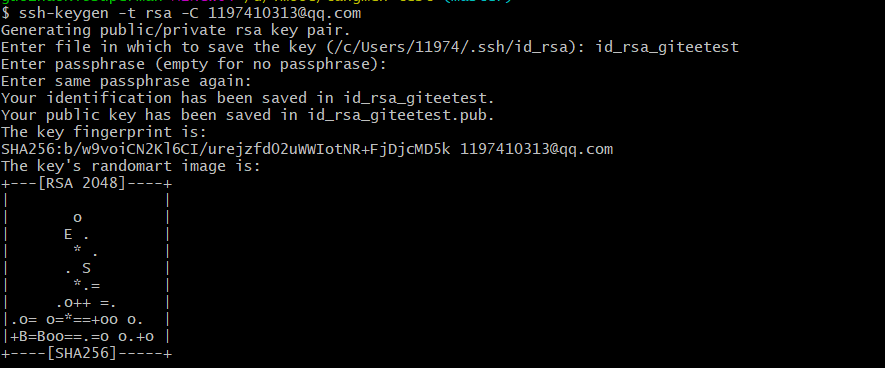 $ ssh-keygen -t rsa -C 1197410313@qq.com
Generating public/private rsa key pair.
Enter file in which to save the key (/c/Users/11974/.ssh/id_rsa): id_rsa_giteetest
Enter passphrase (empty for no passphrase):
Enter same passphrase again:
Your identification has been saved in id_rsa_giteetest.
Your public key has been saved in id_rsa_giteetest.pub.
The key fingerprint is:
SHA256:b/w9voiCN2Kl6CI/urejzfd02uWWIotNR+FjDjcMD5k 1197410313@qq.com
The key's randomart image is:
+---[RSA 2048]----+
|                 |
|       o         |
|      E .        |
|       * .       |
|      . S        |
|       *.=       |
|     .o++ =.     |
|.o= o=*==+oo o.  |
|+B=Boo==.=o o.+o |
+----[SHA256]-----+